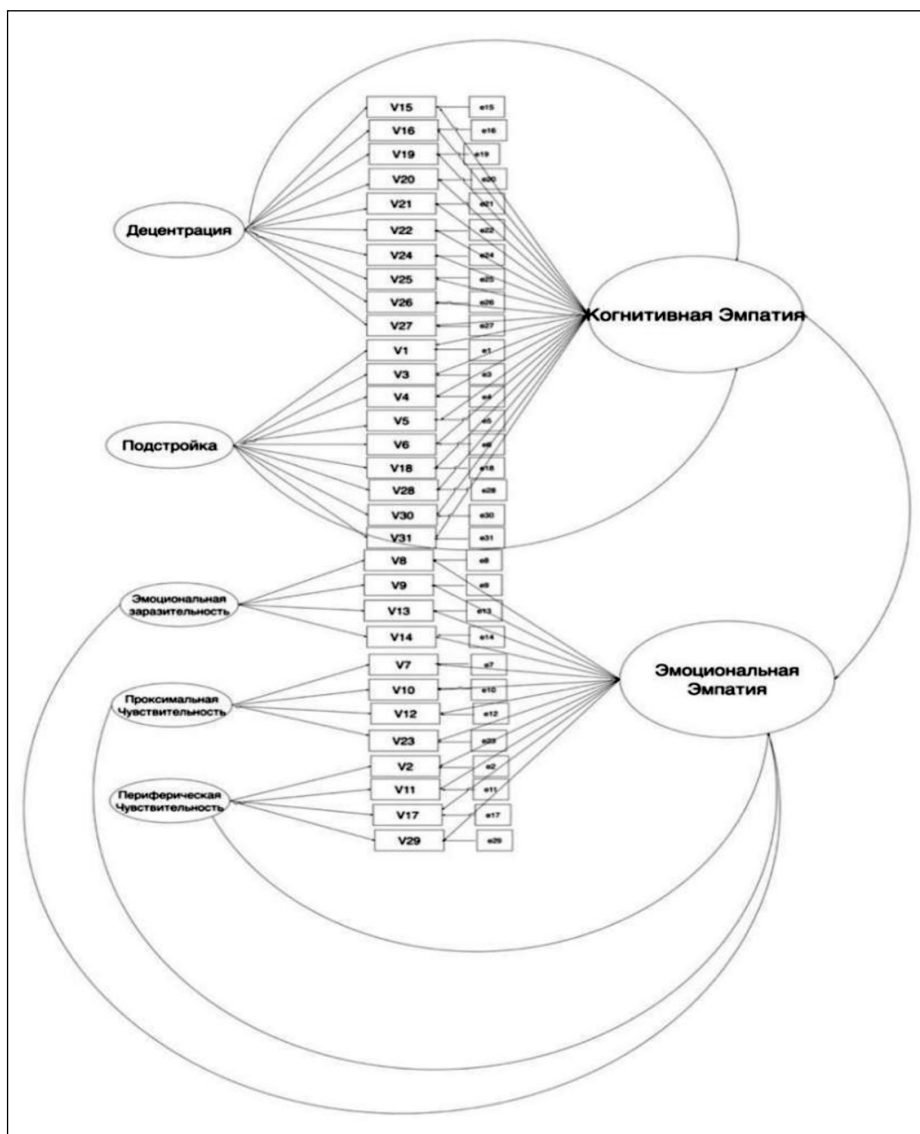 V15 e15
V16 e16
V19 e19
V20 e20
V21 e21
Децентрация
V22 e22
V24 e24
V25 e25
V26 e26
V27 e27
Когнитивная Эмпатия
V1 e1
V3 e3
V4 e4
V5 e5
Подстройка
V6 e6
V18 e18
V28 e28
V30 e30
V31 e31
V8 e8
V9 e9
Эмоциональная
заразительность
V13 e13
V14 e14
Эмоциональная
Эмпатия
V7 e7
V10 e10
Проксимальная
Чувствительность
V12 e12
V23 e23
V2 e2
V11 e11
Периферическая
Чувствительность
V17 e17
V29 e29